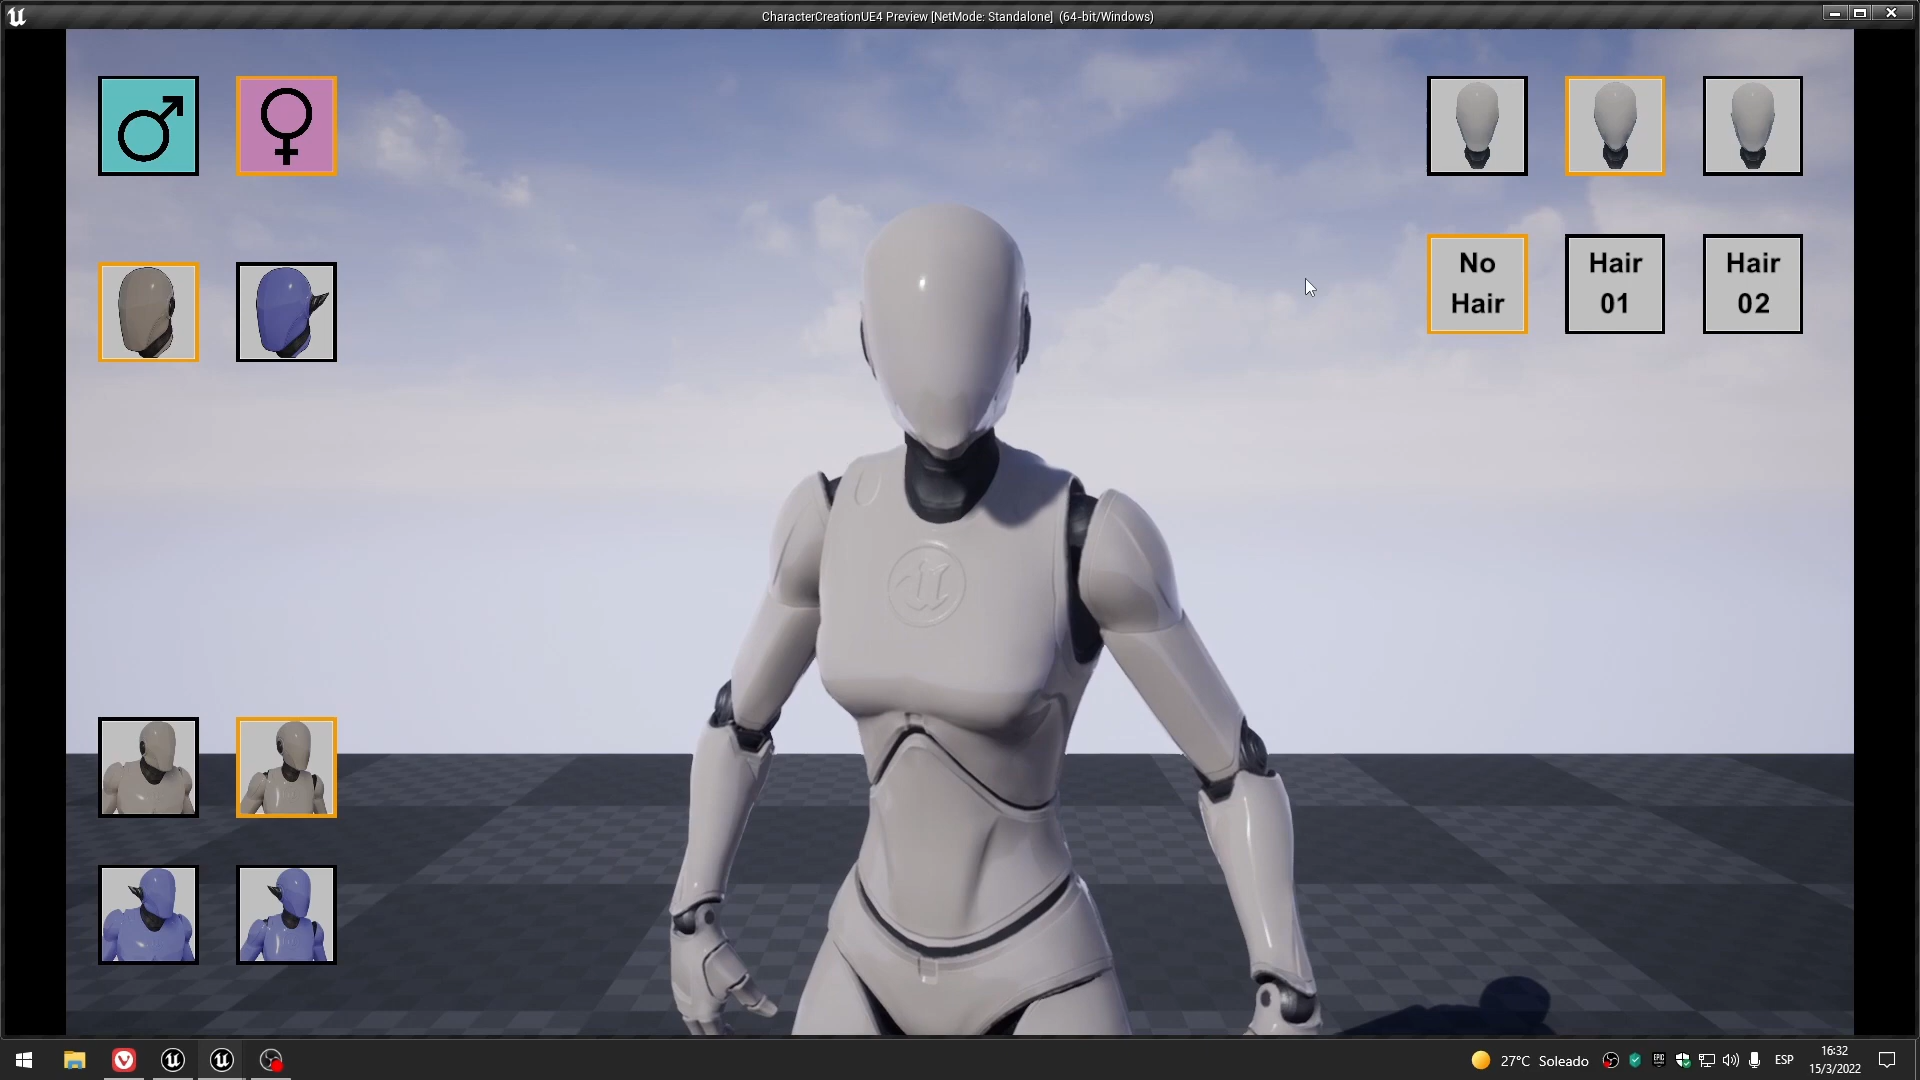 CharacterCreationUE4 Preview [NetMode: Standalone] (64-bit/Windows)
No
Hair
Hair
01
Hair
02
27°C Soleado
EPIC
ESP
16:32
15/3/2022